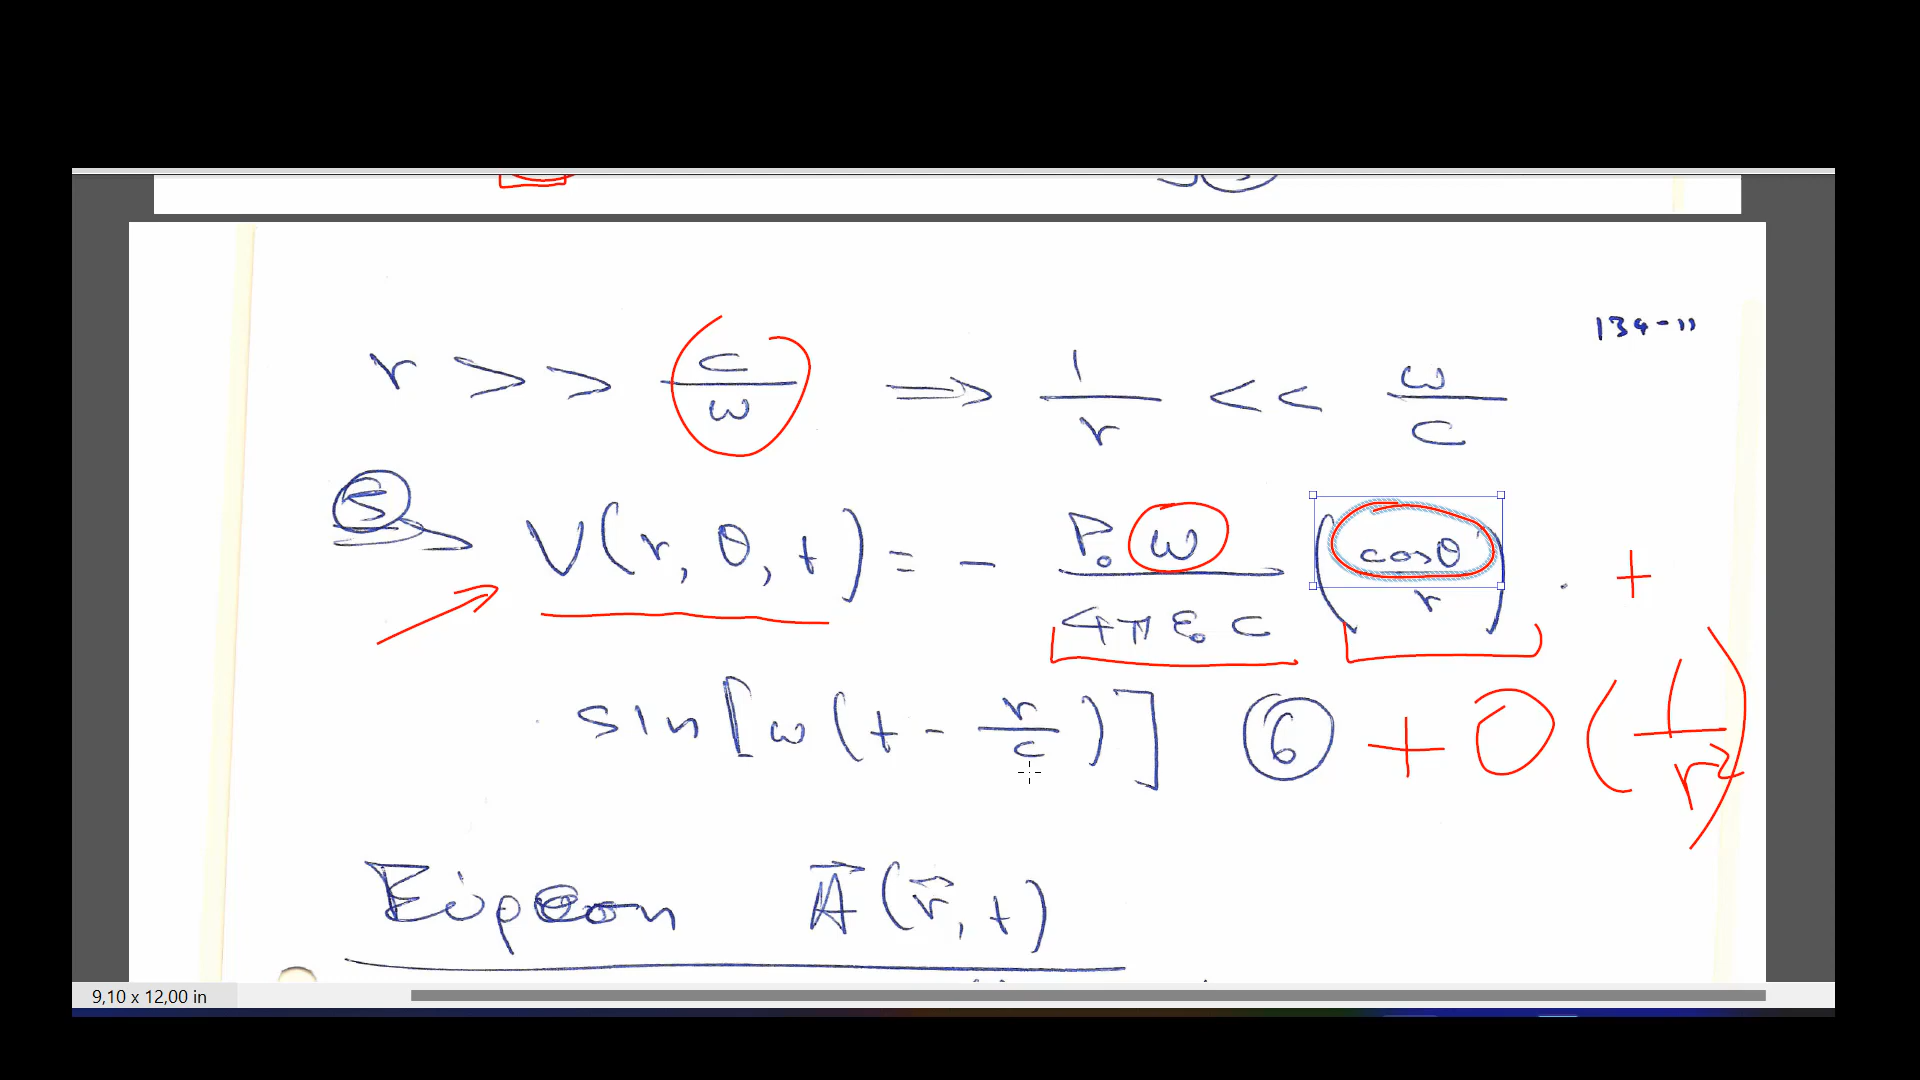 134-11
r >> c/ω ⇒ 1/r << ω/c
⑤ V(r, θ, t) = - P₀ω/4πε₀c (cosθ/r) · +
sin[ω(t - r/c)] ⑥ + O(1/r²)
Εύρεση A⃗(r⃗, t)
9,10 x 12,00 in